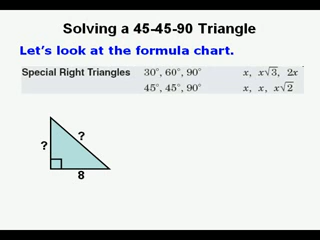 Solving a 45-45-90 Triangle
Let's look at the formula chart.
Special Right Triangles 30°, 60°, 90° x, x√3, 2x
45°, 45°, 90° x, x, x√2
?
?
8